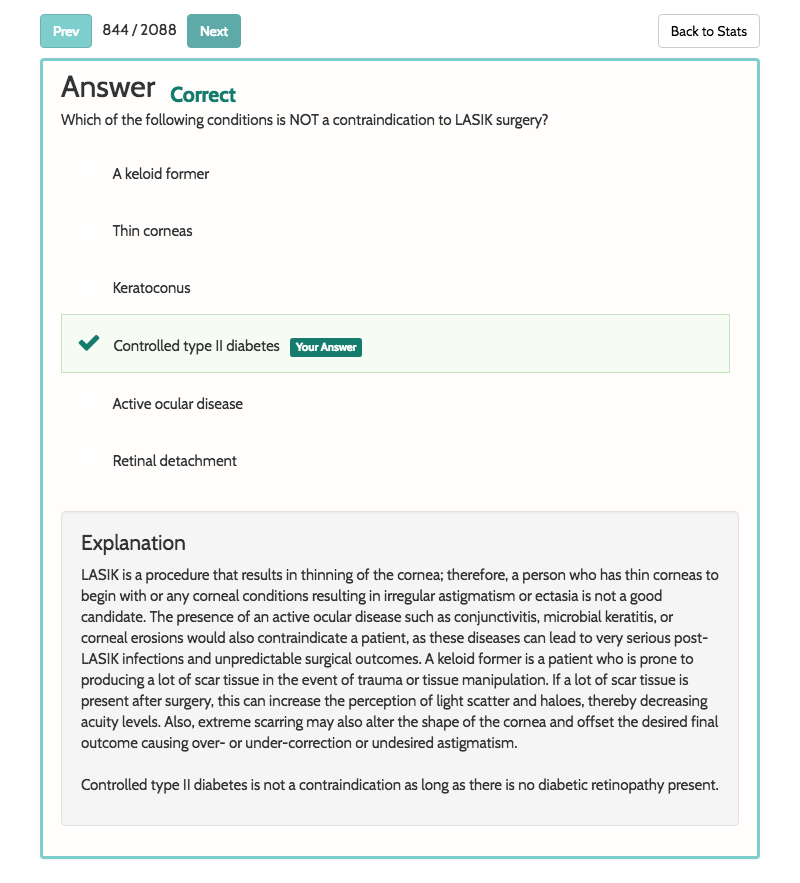 Prev 844 / 2088 Next Back to Stats
Answer Correct
Which of the following conditions is NOT a contraindication to LASIK surgery?
A keloid former
Thin corneas
Keratoconus
Controlled type II diabetes Your Answer
Active ocular disease
Retinal detachment
Explanation
LASIK is a procedure that results in thinning of the cornea; therefore, a person who has thin corneas to
begin with or any corneal conditions resulting in irregular astigmatism or ectasia is not a good
candidate. The presence of an active ocular disease such as conjunctivitis, microbial keratitis, or
corneal erosions would also contraindicate a patient, as these diseases can lead to very serious post-
LASIK infections and unpredictable surgical outcomes. A keloid former is a patient who is prone to
producing a lot of scar tissue in the event of trauma or tissue manipulation. If a lot of scar tissue is
present after surgery, this can increase the perception of light scatter and haloes, thereby decreasing
acuity levels. Also, extreme scarring may also alter the shape of the cornea and offset the desired final
outcome causing over- or under-correction or undesired astigmatism.
Controlled type II diabetes is not a contraindication as long as there is no diabetic retinopathy present.